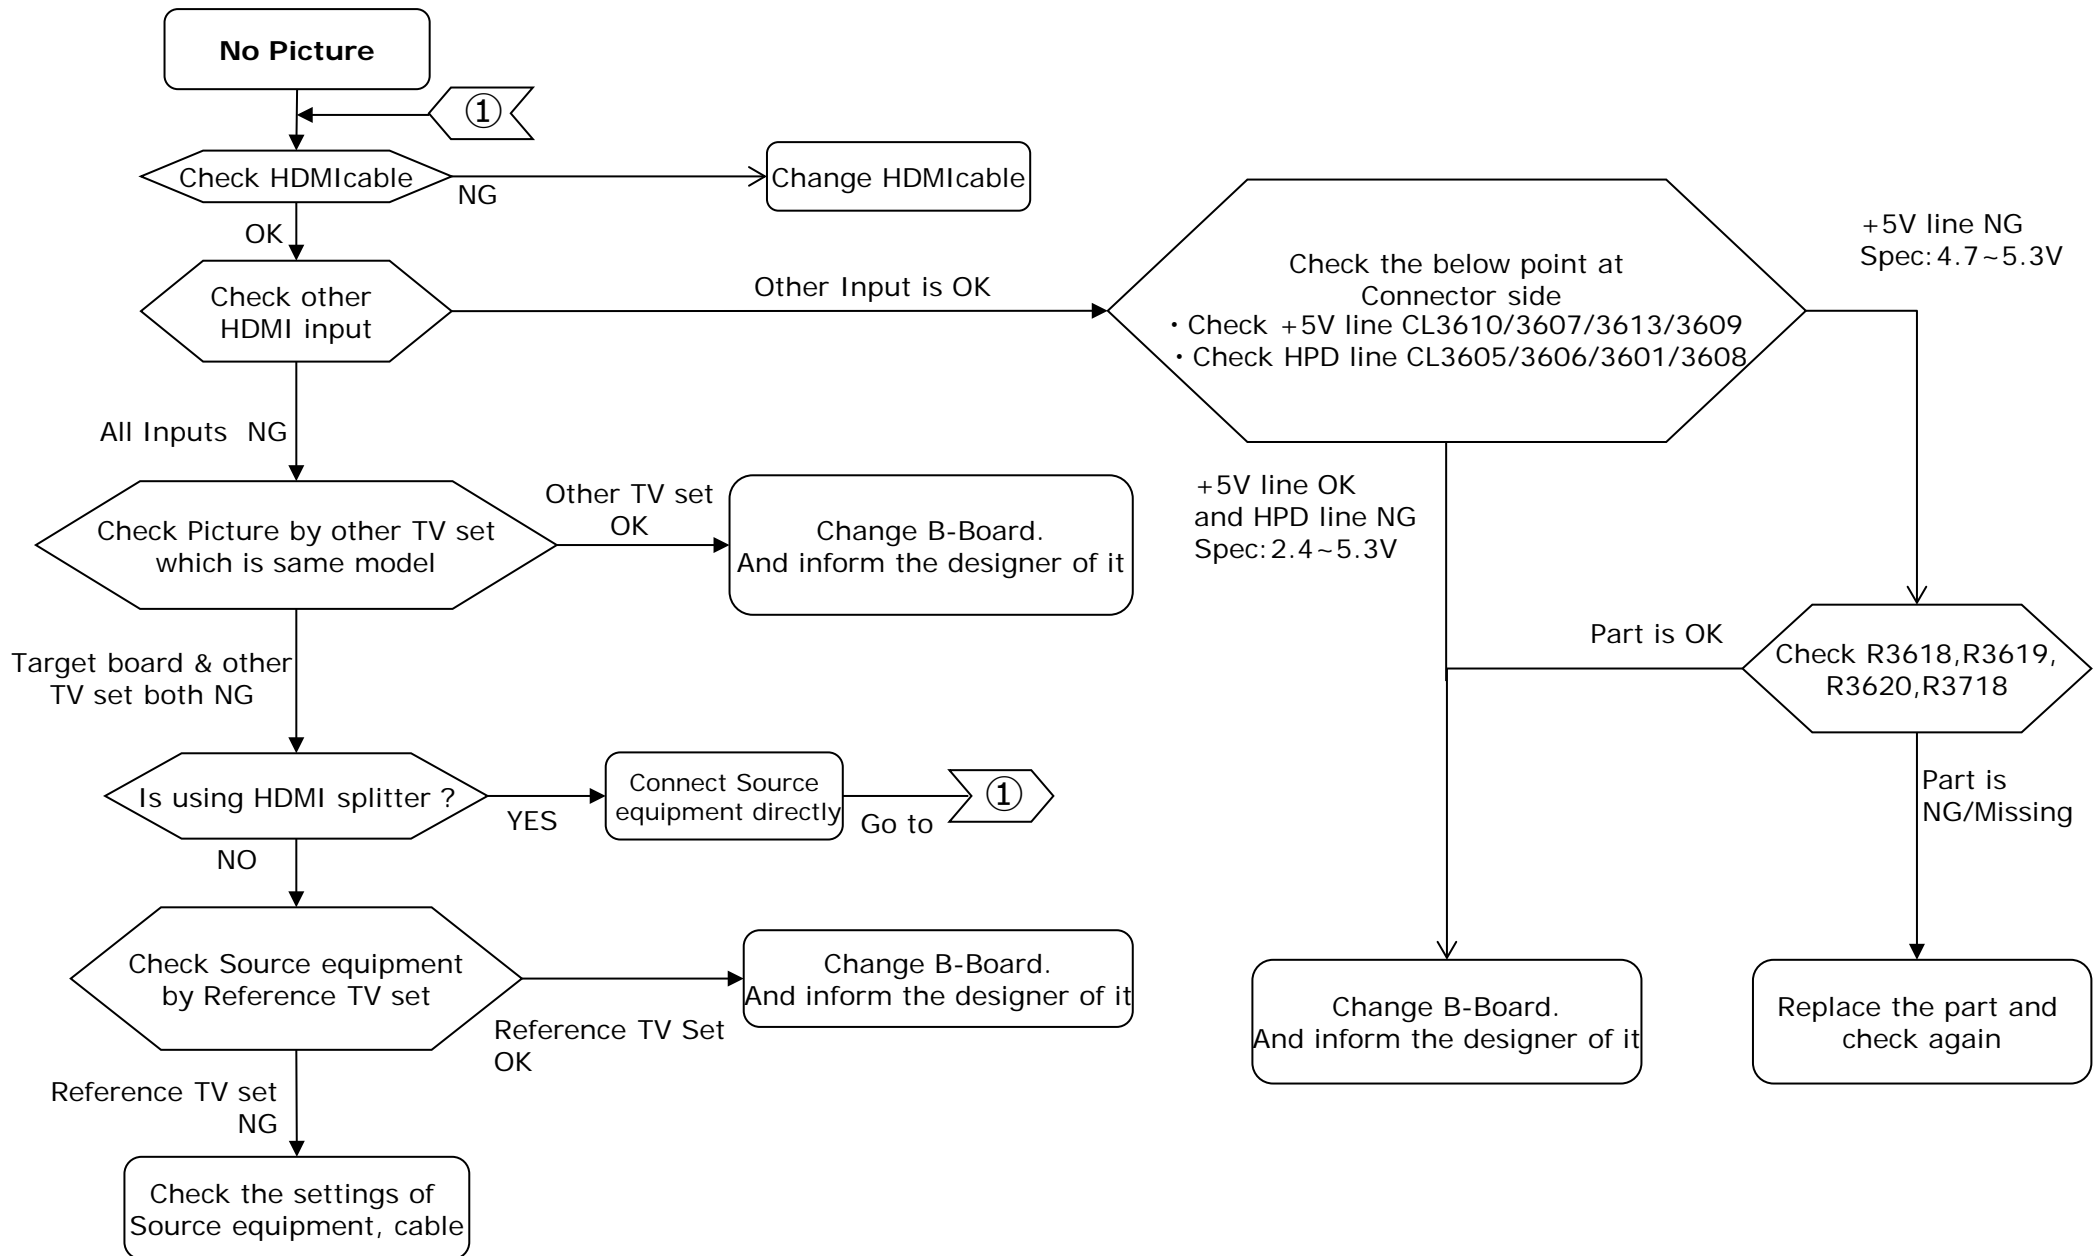 No Picture
①
Check HDMIcable
NG
Change HDMIcable
OK
Check other
HDMI input
Other Input is OK
Check the below point at
Connector side
・Check +5V line CL3610/3607/3613/3609
・Check HPD line CL3605/3606/3601/3608
+5V line NG
Spec:4.7~5.3V
All Inputs NG
Check Picture by other TV set
which is same model
Other TV set
OK
Change B-Board.
And inform the designer of it
+5V line OK
and HPD line NG
Spec:2.4~5.3V
Part is OK
Check R3618,R3619,
R3620,R3718
Target board & other
TV set both NG
Is using HDMI splitter ?
YES
Connect Source
equipment directly
Go to
①
Part is
NG/Missing
NO
Check Source equipment
by Reference TV set
Reference TV Set
OK
Change B-Board.
And inform the designer of it
Change B-Board.
And inform the designer of it
Replace the part and
check again
Reference TV set
NG
Check the settings of
Source equipment, cable